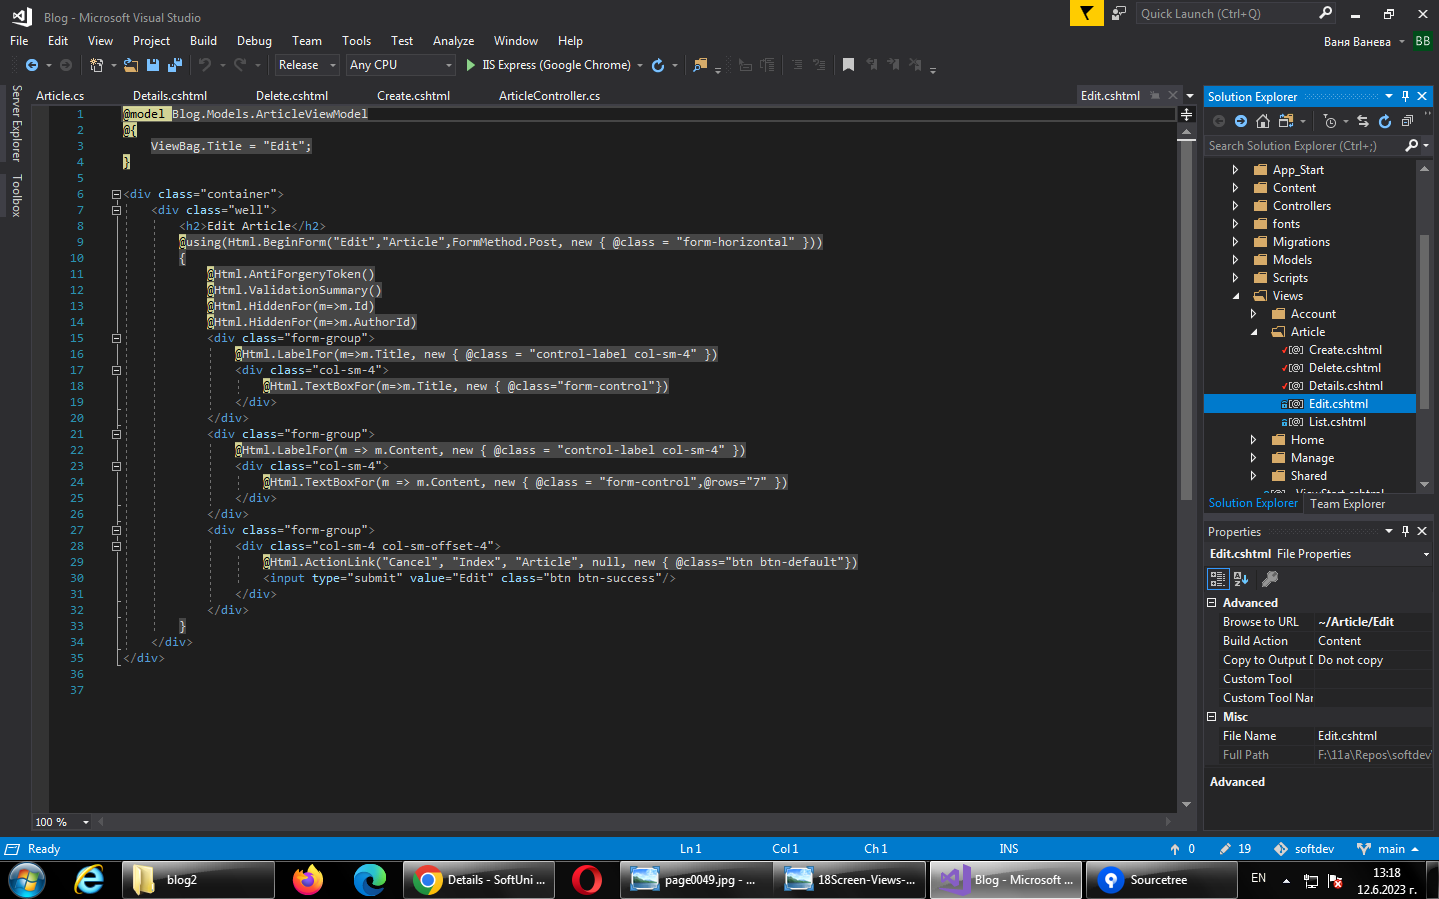 Blog - Microsoft Visual Studio
Quick Launch (Ctrl+Q)
File Edit View Project Build Debug Team Tools Test Analyze Window Help
Ваня Ванева BB
Release Any CPU IIS Express (Google Chrome)
Server Explorer
Toolbox
Article.cs Details.cshtml Delete.cshtml Create.cshtml ArticleController.cs Edit.cshtml
1 @model Blog.Models.ArticleViewModel
2 @{
3 ViewBag.Title = "Edit";
4 }
5
6 <div class="container">
7 <div class="well">
8 <h2>Edit Article</h2>
9 @using(Html.BeginForm("Edit","Article",FormMethod.Post, new { @class = "form-horizontal" }))
10 {
11 @Html.AntiForgeryToken()
12 @Html.ValidationSummary()
13 @Html.HiddenFor(m=>m.Id)
14 @Html.HiddenFor(m=>m.AuthorId)
15 <div class="form-group">
16 @Html.LabelFor(m=>m.Title, new { @class = "control-label col-sm-4" })
17 <div class="col-sm-4">
18 @Html.TextBoxFor(m=>m.Title, new { @class="form-control"})
19 </div>
20 </div>
21 <div class="form-group">
22 @Html.LabelFor(m => m.Content, new { @class = "control-label col-sm-4" })
23 <div class="col-sm-4">
24 @Html.TextBoxFor(m => m.Content, new { @class = "form-control",@rows="7" })
25 </div>
26 </div>
27 <div class="form-group">
28 <div class="col-sm-4 col-sm-offset-4">
29 @Html.ActionLink("Cancel", "Index", "Article", null, new { @class="btn btn-default"})
30 <input type="submit" value="Edit" class="btn btn-success"/>
31 </div>
32 </div>
33 }
34 </div>
35 </div>
36
37
100 %
Solution Explorer
Search Solution Explorer (Ctrl+;)
App_Start
Content
Controllers
fonts
Migrations
Models
Scripts
Views
Account
Article
Create.cshtml
Delete.cshtml
Details.cshtml
Edit.cshtml
List.cshtml
Home
Manage
Shared
_ViewStart.cshtml
Solution Explorer Team Explorer
Properties
Edit.cshtml File Properties
Advanced
Browse to URL ~/Article/Edit
Build Action Content
Copy to Output D Do not copy
Custom Tool
Custom Tool Nar
Misc
File Name Edit.cshtml
Full Path F:\11a\Repos\softdev\
Advanced
Ready Ln 1 Col 1 Ch 1 INS 0 19 softdev main
blog2 Details - SoftUni ... page0049.jpg - ... 18Screen-Views-... Blog - Microsoft ... Sourcetree EN
13:18
12.6.2023 г.